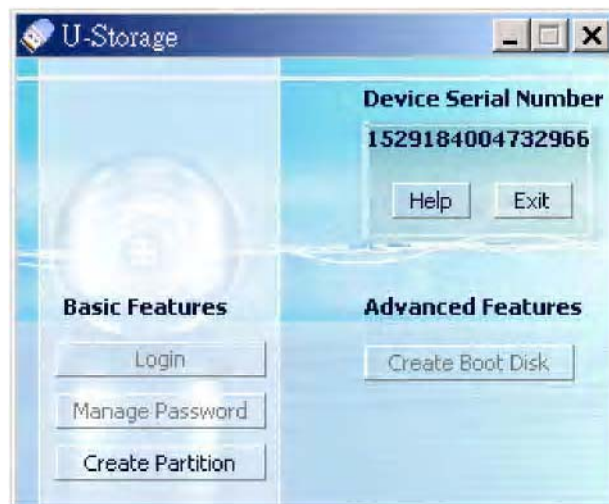 U-Storage
Device Serial Number
1529184004732966
Help
Exit
Basic Features
Advanced Features
Login
Create Boot Disk
Manage Password
Create Partition